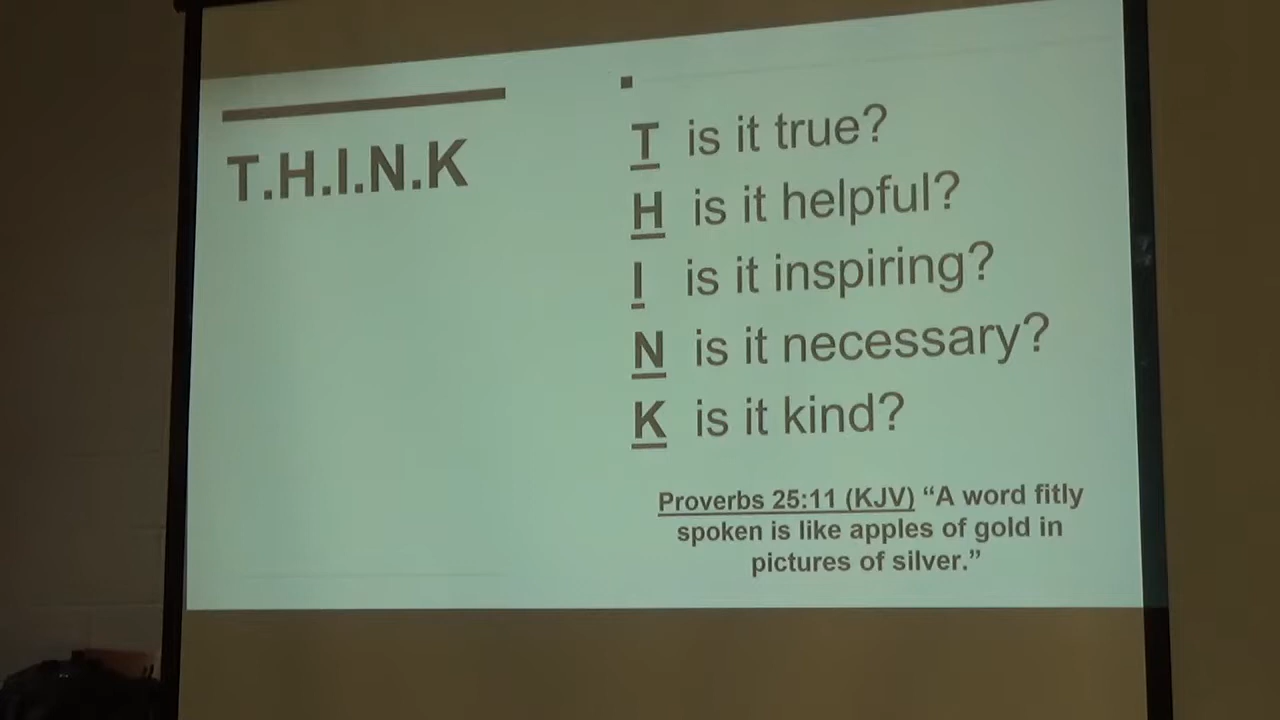 T.H.I.N.K
T is it true?
H is it helpful?
I is it inspiring?
N is it necessary?
K is it kind?
Proverbs 25:11 (KJV) “A word fitly
spoken is like apples of gold in
pictures of silver.”